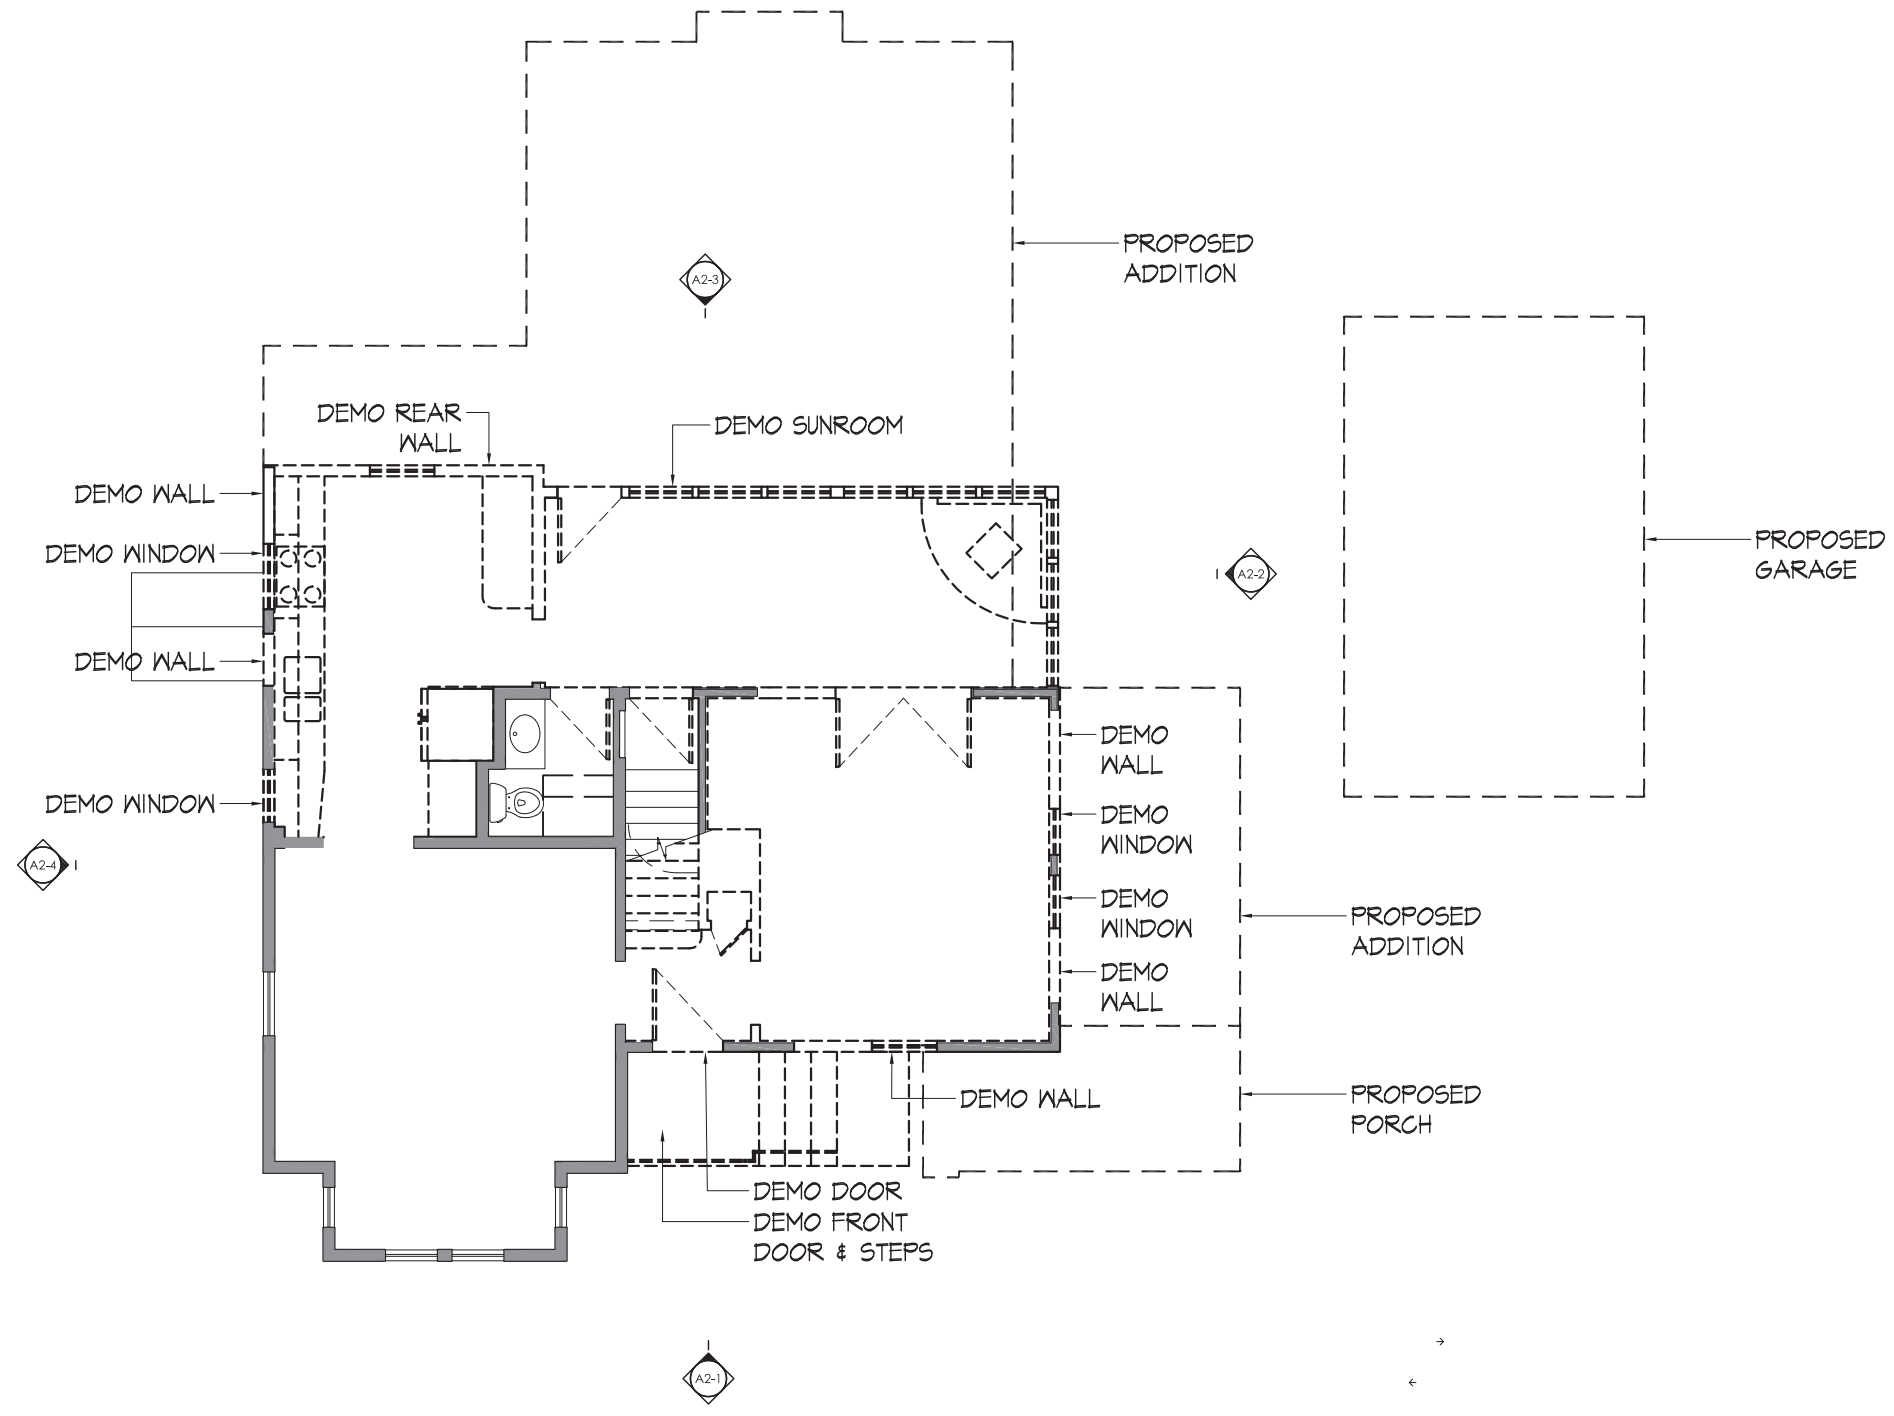 A2-3
PROPOSED
ADDITION
DEMO REAR
WALL
DEMO SUNROOM
DEMO WALL
DEMO WINDOW
DEMO WALL
DEMO WINDOW
A2-2
PROPOSED
GARAGE
DEMO
WALL
DEMO
WINDOW
DEMO
WINDOW
DEMO
WALL
A2-4
PROPOSED
ADDITION
PROPOSED
PORCH
DEMO WALL
DEMO DOOR
DEMO FRONT
DOOR & STEPS
A2-1